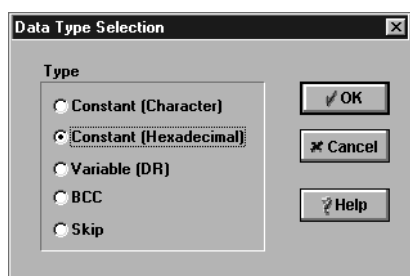 Data Type Selection
Type
Constant (Character)
Constant (Hexadecimal)
Variable (DR)
BCC
Skip
OK
Cancel
Help